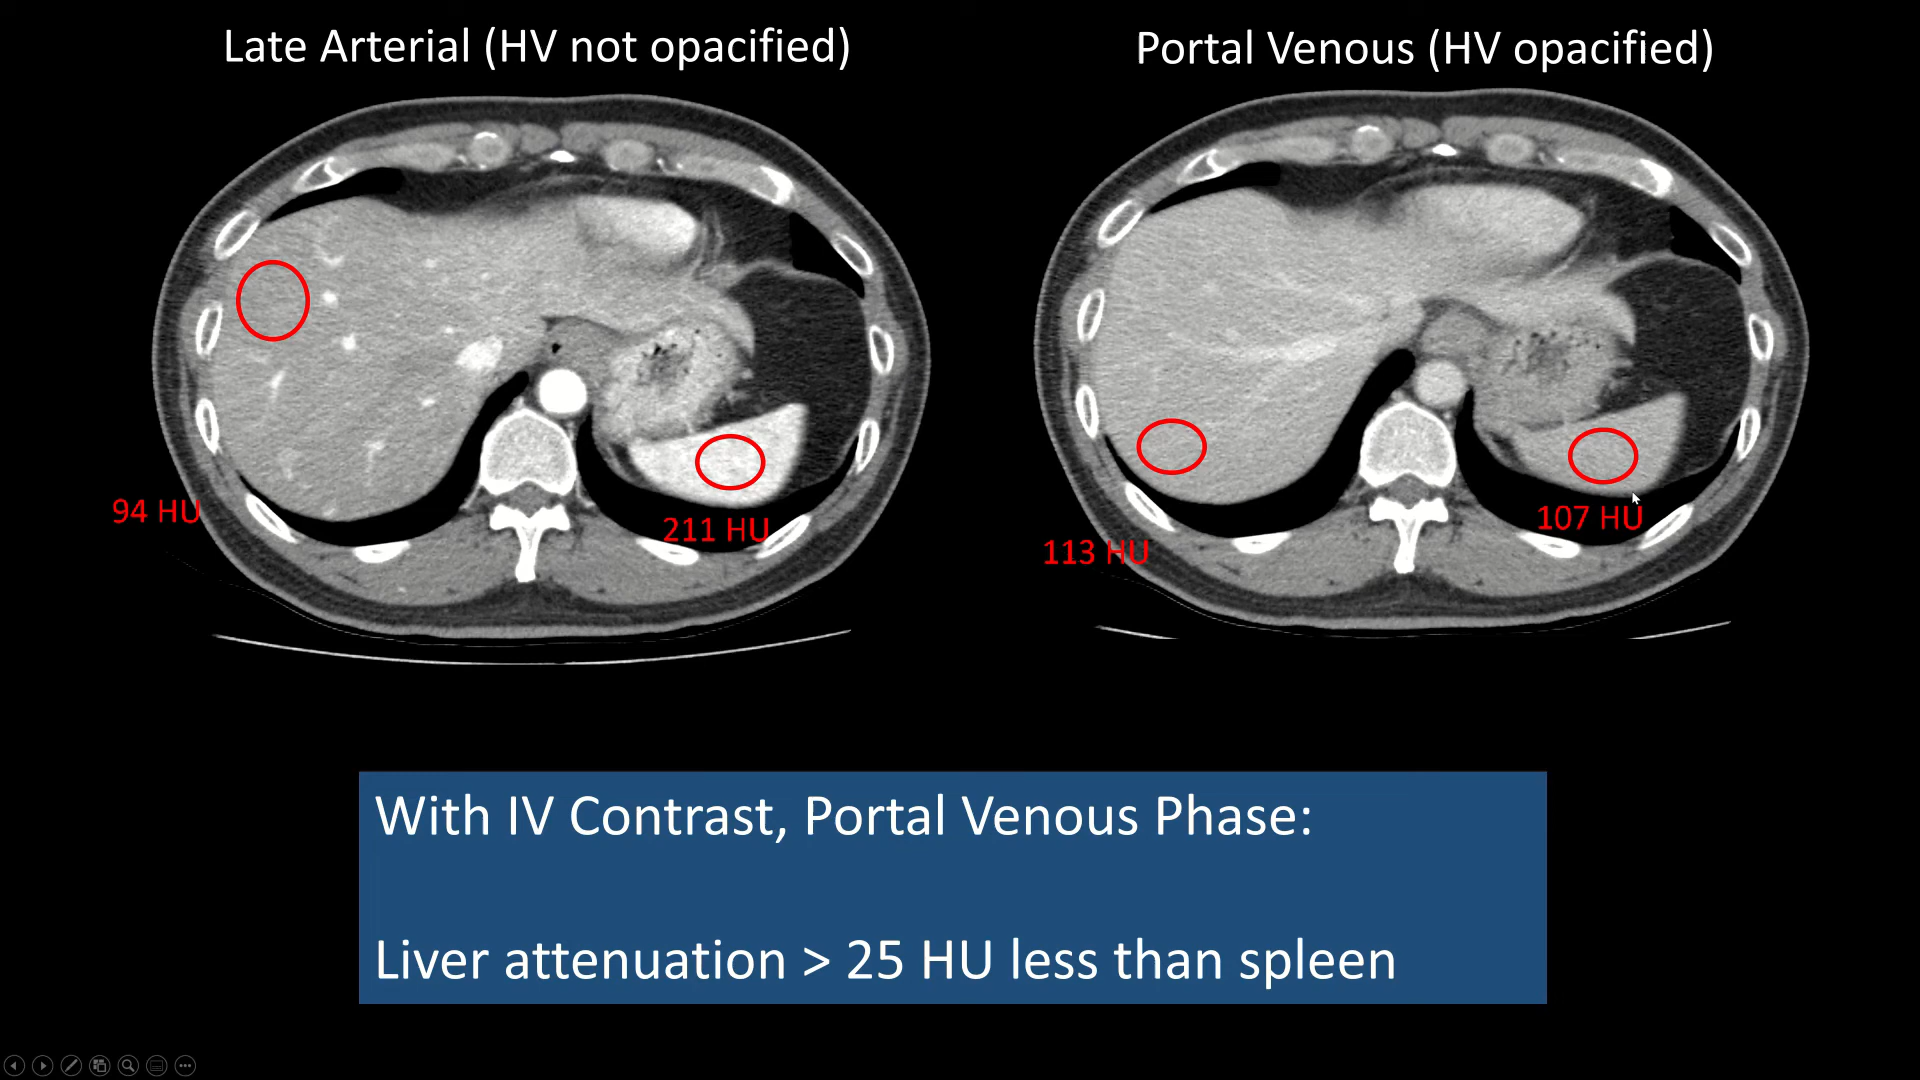 Late Arterial (HV not opacified)
Portal Venous (HV opacified)
94 HU
211 HU
113 HU
107 HU
With IV Contrast, Portal Venous Phase:
Liver attenuation > 25 HU less than spleen